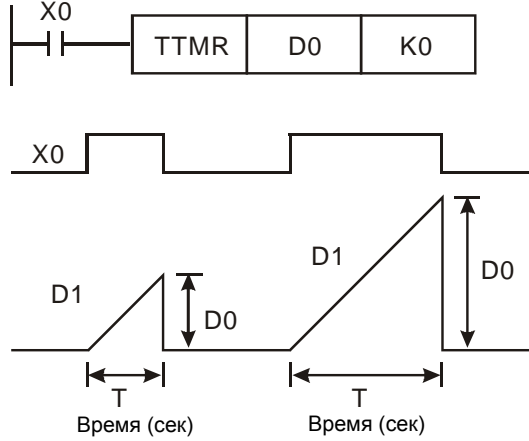 X0
TTMR D0 K0
X0
D1 D0 D1 D0
T T
Время (сек) Время (сек)